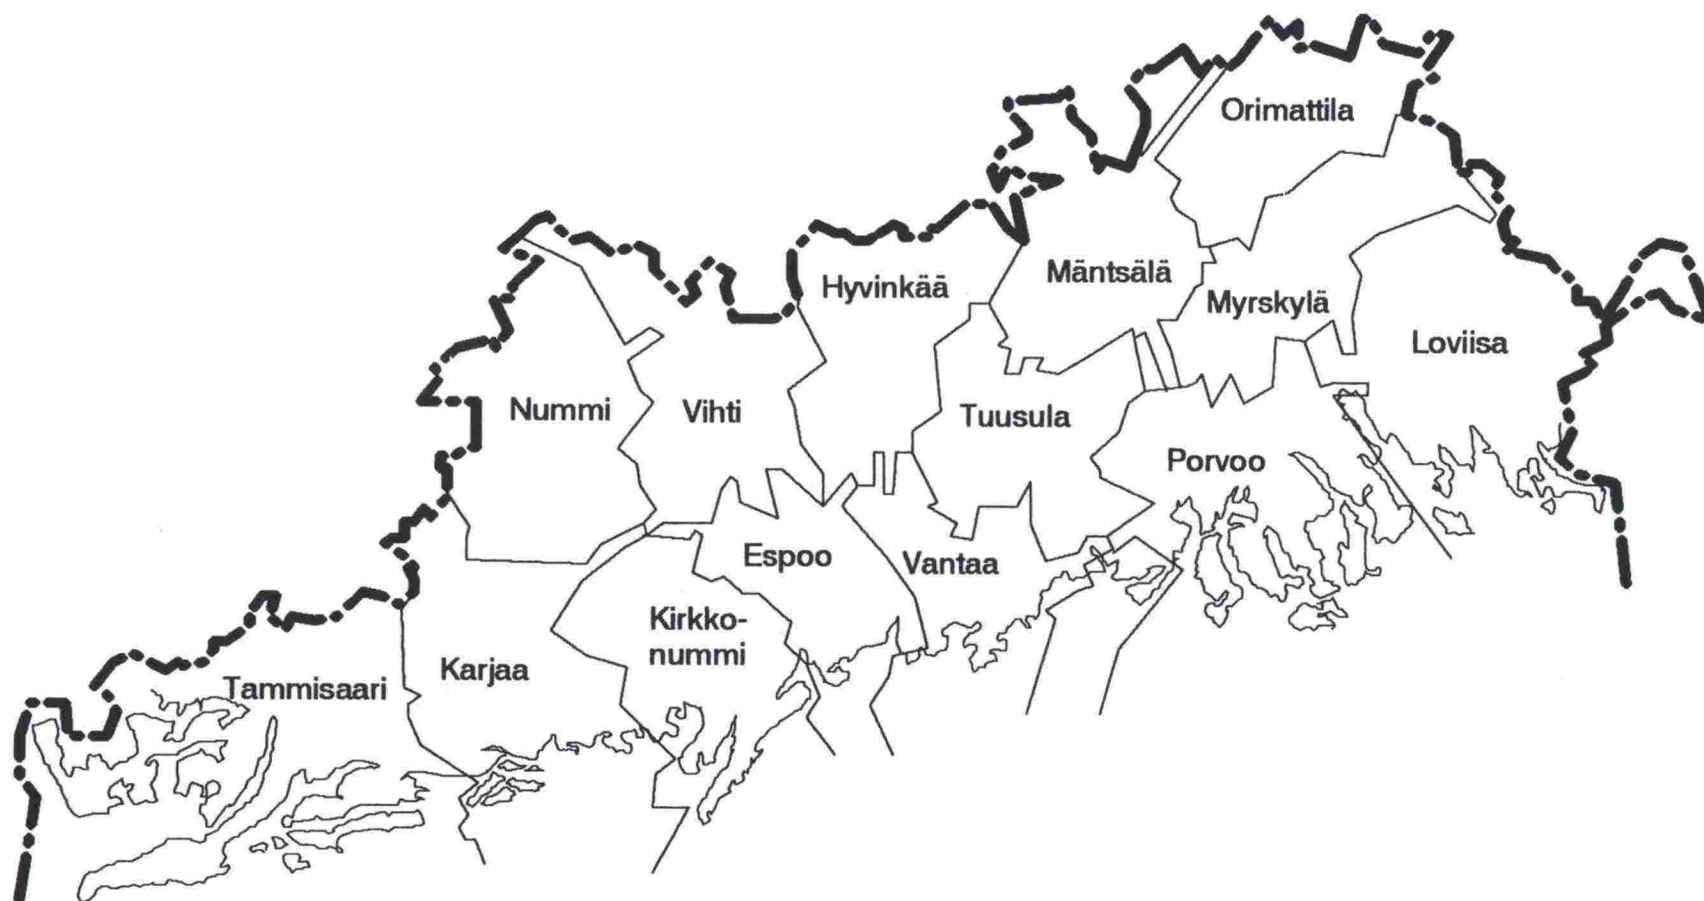 Orimattila
Mäntsälä
Hyvinkää
Myrskylä
Loviisa
Nummi
Vihti
Tuusula
Porvoo
Espoo
Vantaa
Kirkko-
nummi
Karjaa
Tammisaari